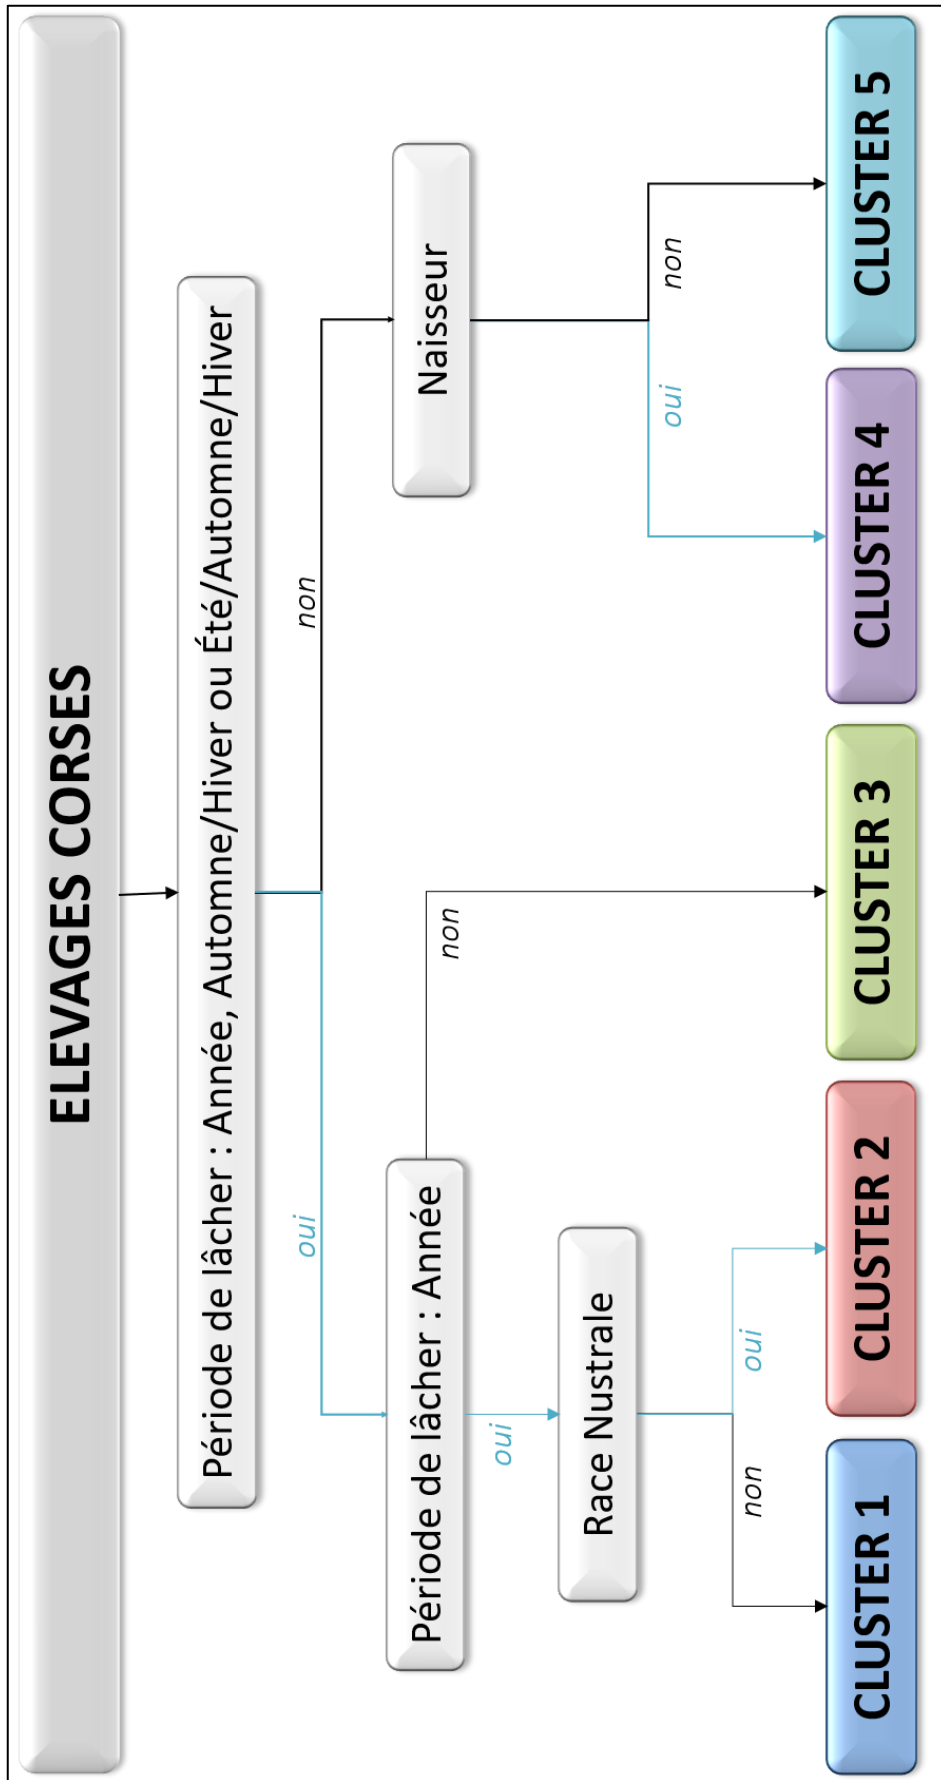 ELEVAGES CORSES
Période de lâcher : Année, Automne/Hiver ou Été/Automne/Hiver
oui
non
Période de lâcher : Année
Naisseur
oui
non
Race Nustrale
non
oui
oui
non
CLUSTER 1
CLUSTER 2
CLUSTER 3
CLUSTER 4
CLUSTER 5